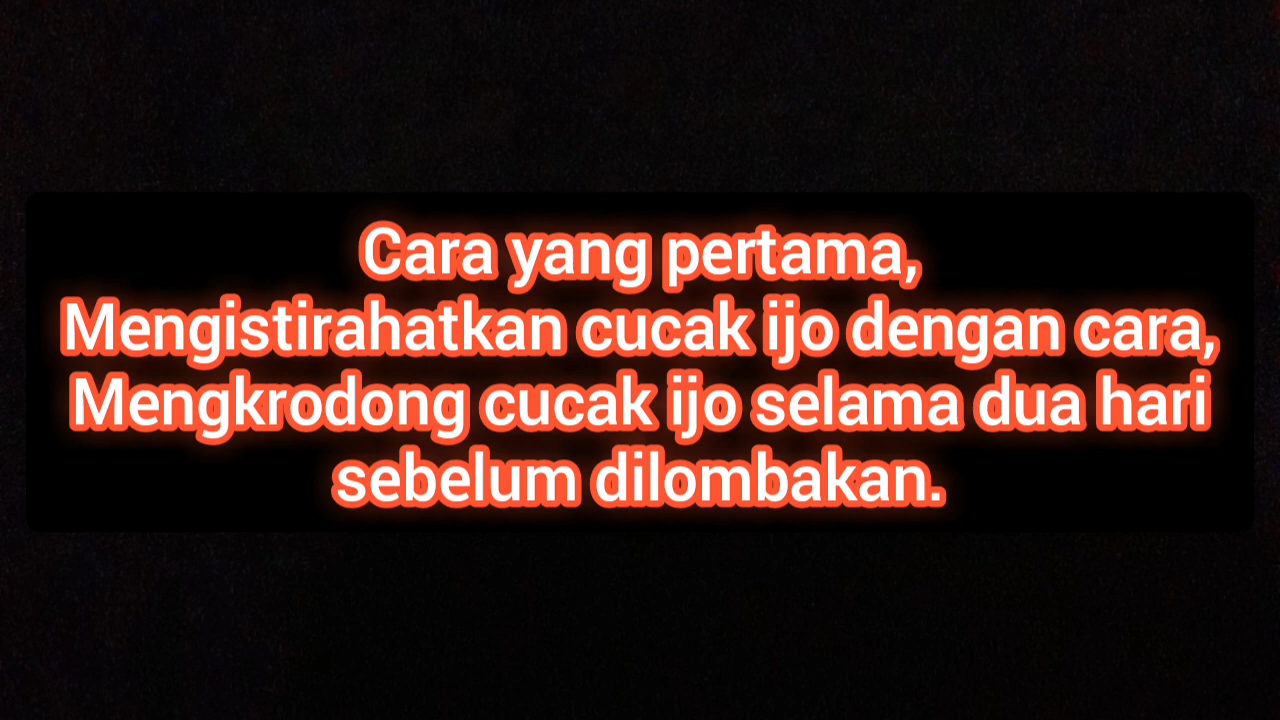 Cara yang pertama,
Mengistirahatkan cucak ijo dengan cara,
Mengkrodong cucak ijo selama dua hari
sebelum dilombakan.